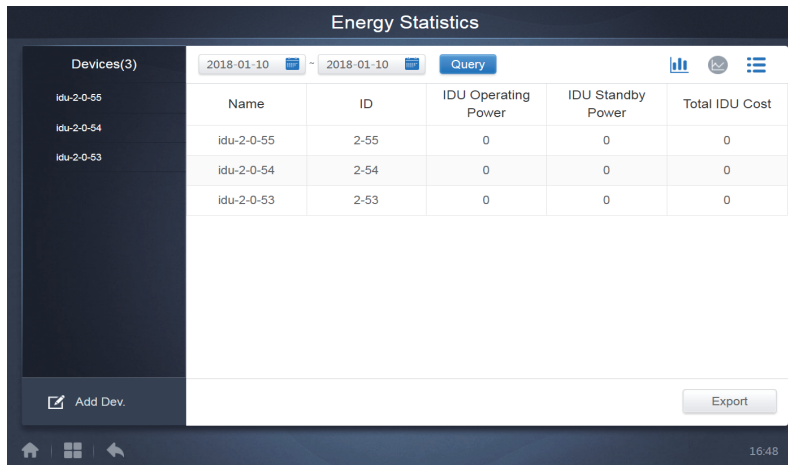 Energy Statistics
Devices(3)
idu-2-0-55
idu-2-0-54
idu-2-0-53
Add Dev.
2018-01-10 ~ 2018-01-10 Query
Name ID IDU Operating Power IDU Standby Power Total IDU Cost
idu-2-0-55 2-55 0 0 0
idu-2-0-54 2-54 0 0 0
idu-2-0-53 2-53 0 0 0
Export
16:48